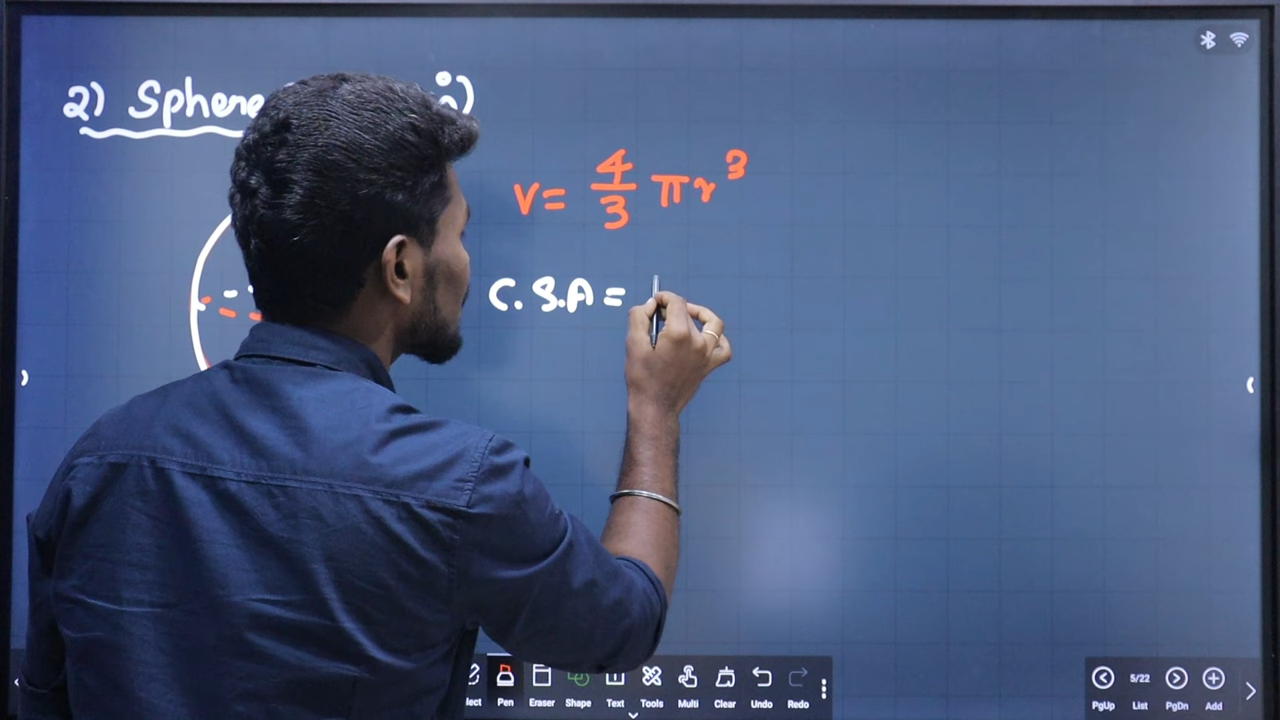 2) Sphere
V = 4/3 πr³
C.S.A =
Pen Eraser Shape Text Tools Multi Clear Undo Redo
PgUp 5/22 List PgDn Add